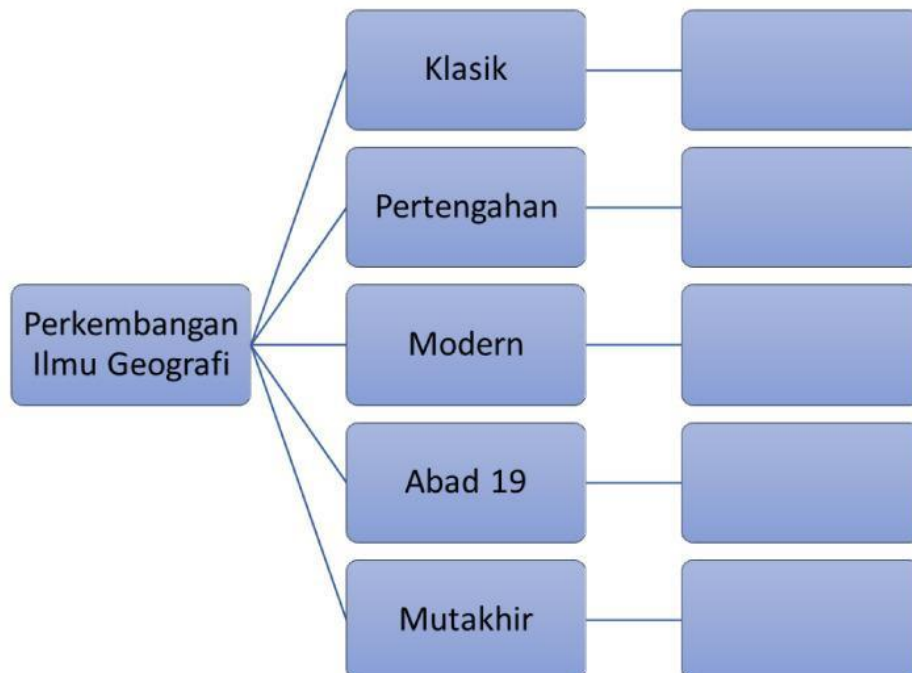 Klasik
Pertengahan
Perkembangan
Ilmu Geografi
Modern
Abad 19
Mutakhir